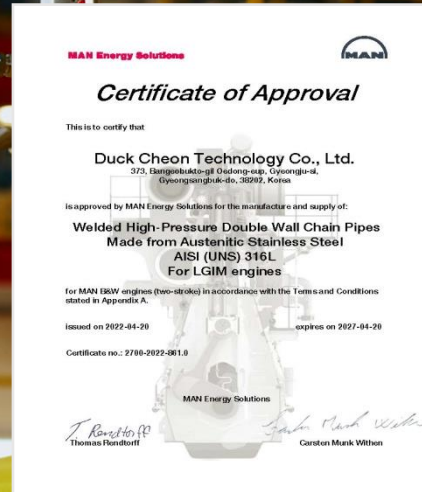 MAN Energy Solutions
MAN
Certificate of Approval
This is to certify that
Duck Cheon Technology Co., Ltd.
373, Bangeobukto-gil Oedong-eup, Gyeongju-si,
Gyeongsangbuk-do, 38202, Korea
is approved by MAN Energy Solutions for the manufacture and supply of:
Welded High-Pressure Double Wall Chain Pipes
Made from Austenitic Stainless Steel
AISI (UNS) 316L
For LGIM engines
for MAN B&W engines (two-stroke) in accordance with the Terms and Conditions
stated in Appendix A.
issued on 2022-04-20 expires on 2027-04-20
Certificate no.: 2700-2022-861.0
MAN Energy Solutions
T. Rendtorff
Thomas Rendtorff Carsten Munk Withen